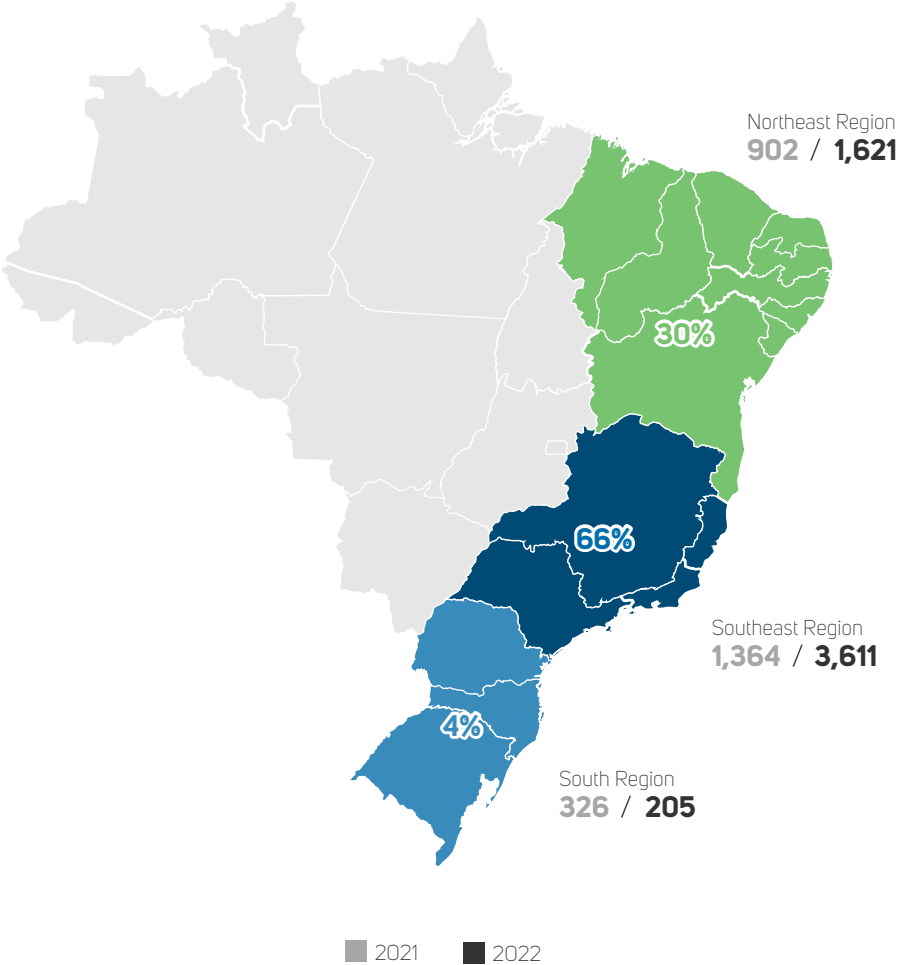 Northeast Region
902 / 1,621
30%
66%
Southeast Region
1,364 / 3,611
4%
South Region
326 / 205
2021 2022